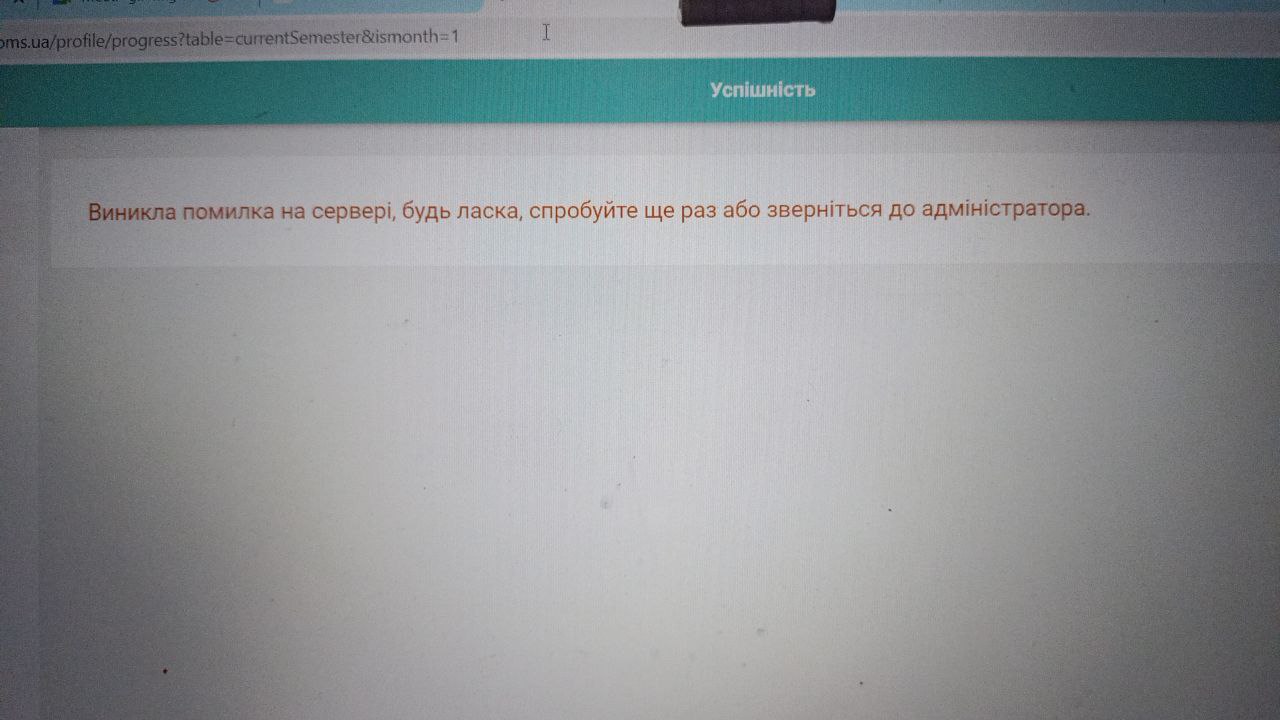 oms.ua/profile/progress?table=currentSemester&ismonth=1
Успішність
Виникла помилка на сервері, будь ласка, спробуйте ще раз або зверніться до адміністратора.